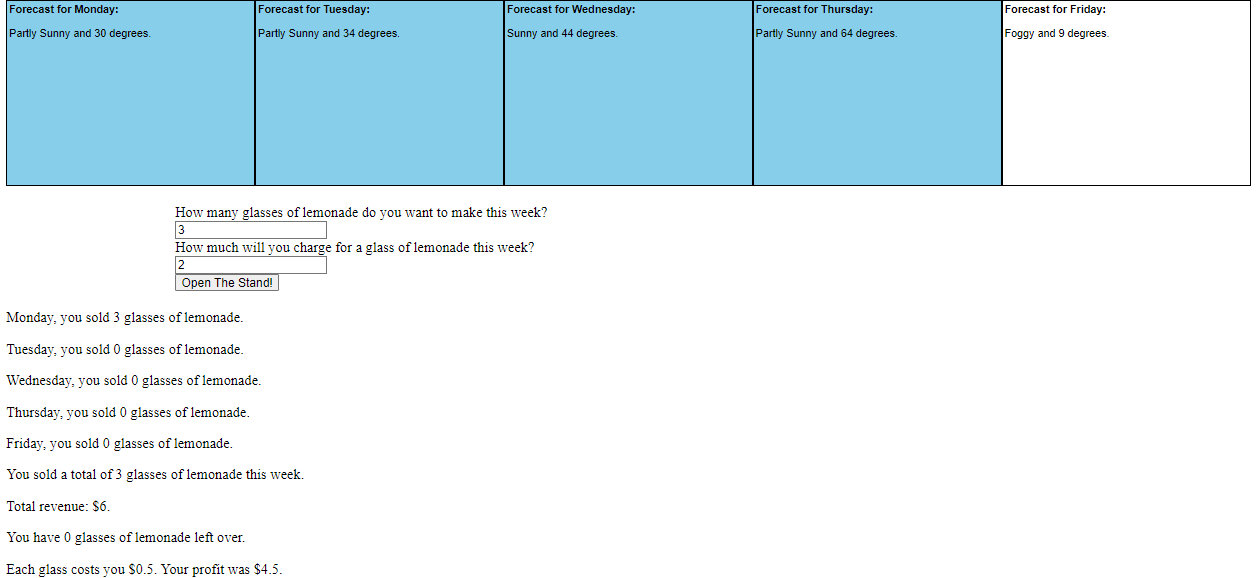 Forecast for Monday:
Partly Sunny and 30 degrees.
Forecast for Tuesday:
Partly Sunny and 34 degrees.
Forecast for Wednesday:
Sunny and 44 degrees.
Forecast for Thursday:
Partly Sunny and 64 degrees.
Forecast for Friday:
Foggy and 9 degrees.
How many glasses of lemonade do you want to make this week?
3
How much will you charge for a glass of lemonade this week?
2
Open The Stand!
Monday, you sold 3 glasses of lemonade.
Tuesday, you sold 0 glasses of lemonade.
Wednesday, you sold 0 glasses of lemonade.
Thursday, you sold 0 glasses of lemonade.
Friday, you sold 0 glasses of lemonade.
You sold a total of 3 glasses of lemonade this week.
Total revenue: $6.
You have 0 glasses of lemonade left over.
Each glass costs you $0.5. Your profit was $4.5.